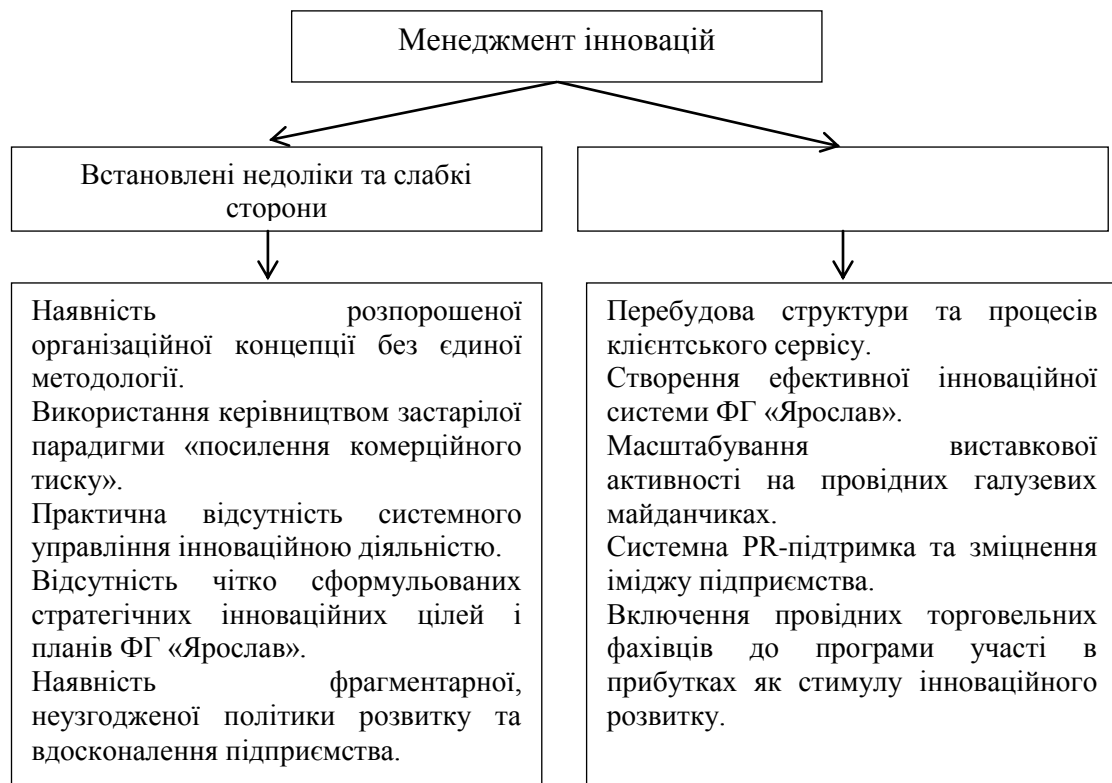 Менеджмент інновацій
Встановлені недоліки та слабкі
сторони
Наявність розпорошеної
організаційної концепції без єдиної
методології.
Використання керівництвом застарілої
парадигми «посилення комерційного
тиску».
Практична відсутність системного
управління інноваційною діяльністю.
Відсутність чітко сформульованих
стратегічних інноваційних цілей і
планів ФГ «Ярослав».
Наявність фрагментарної,
неузгодженої політики розвитку та
вдосконалення підприємства.
Перебудова структури та процесів
клієнтського сервісу.
Створення ефективної інноваційної
системи ФГ «Ярослав».
Масштабування виставкової
активності на провідних галузевих
майданчиках.
Системна PR-підтримка та зміцнення
іміджу підприємства.
Включення провідних торговельних
фахівців до програми участі в
прибутках як стимулу інноваційного
розвитку.